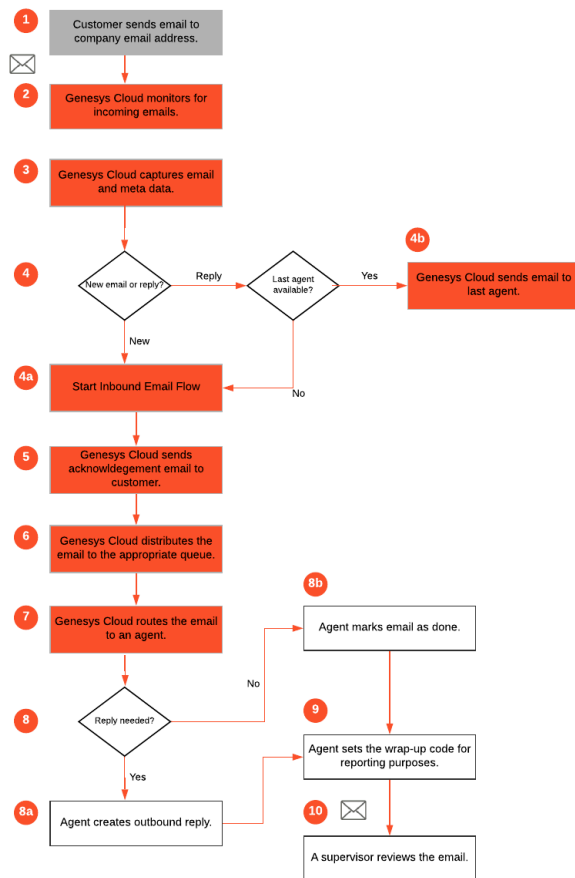 1
Customer sends email to
company email address.
2
Genesys Cloud monitors for
incoming emails.
3
Genesys Cloud captures email
and meta data.
4
New email or reply?
Reply
Last agent
available?
Yes
4b
Genesys Cloud sends email to
last agent.
New
No
4a
Start Inbound Email Flow
5
Genesys Cloud sends
acknowldegement email to
customer.
6
Genesys Cloud distributes the
email to the appropriate queue.
7
Genesys Cloud routes the email
to an agent.
8
Reply needed?
No
8b
Agent marks email as done.
Yes
8a
Agent creates outbound reply.
9
Agent sets the wrap-up code for
reporting purposes.
10
A supervisor reviews the email.